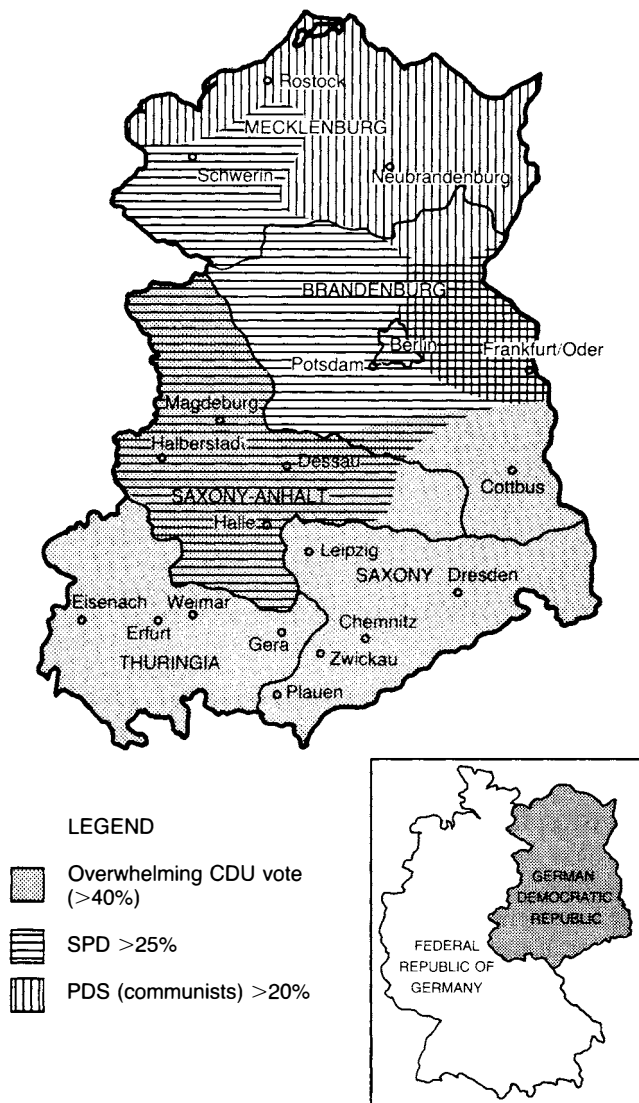 Rostock
MECKLENBURG
Schwerin
Neubrandenburg
BRANDENBURG
Berlin
Frankfurt/Oder
Potsdam
Magdeburg
Halberstadt
Dessau
Cottbus
SAXONY-ANHALT
Halle
Leipzig
SAXONY
Dresden
Eisenach
Weimar
Erfurt
Chemnitz
Gera
THURINGIA
Zwickau
Plauen
LEGEND
Overwhelming CDU vote
(>40%)
SPD >25%
PDS (communists) >20%
GERMAN
DEMOCRATIC
REPUBLIC
FEDERAL
REPUBLIC OF
GERMANY